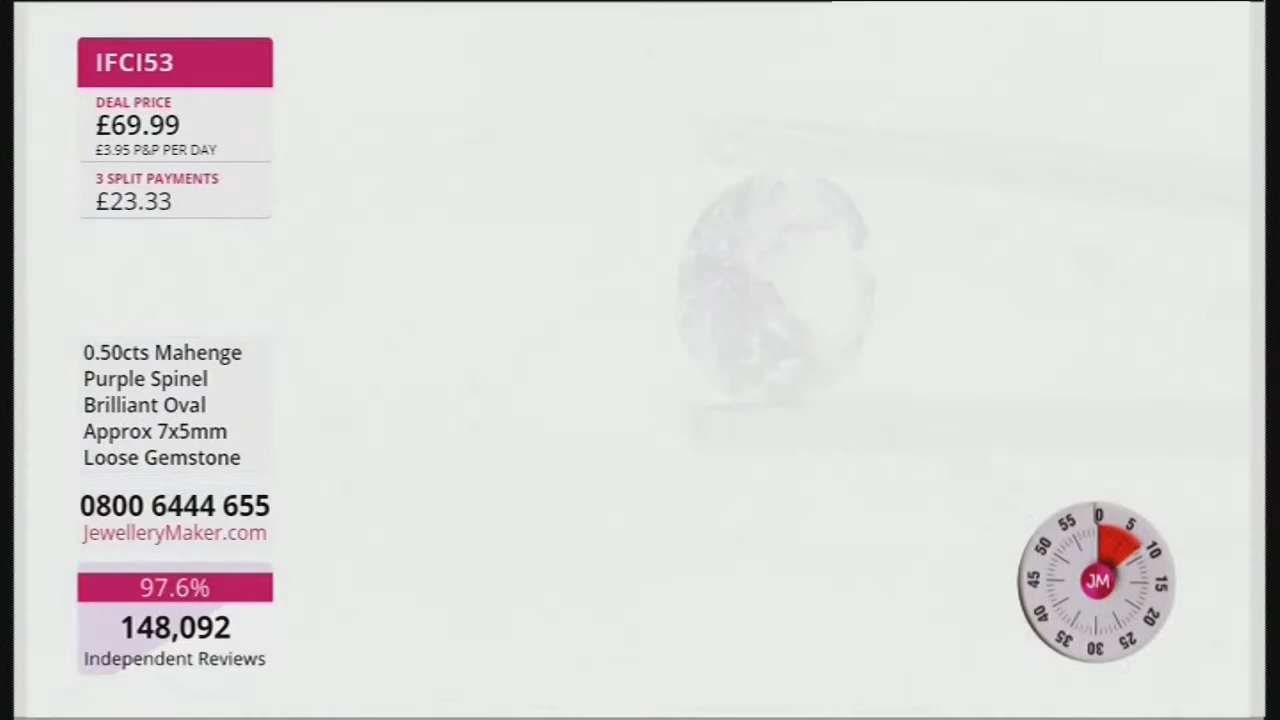 IFCI53
DEAL PRICE
£69.99
£3.95 P&P PER DAY
3 SPLIT PAYMENTS
£23.33
0.50cts Mahenge
Purple Spinel
Brilliant Oval
Approx 7x5mm
Loose Gemstone
0800 6444 655
JewelleryMaker.com
97.6%
148,092
Independent Reviews
0
5
10
15
20
25
30
35
40
45
50
55
JM